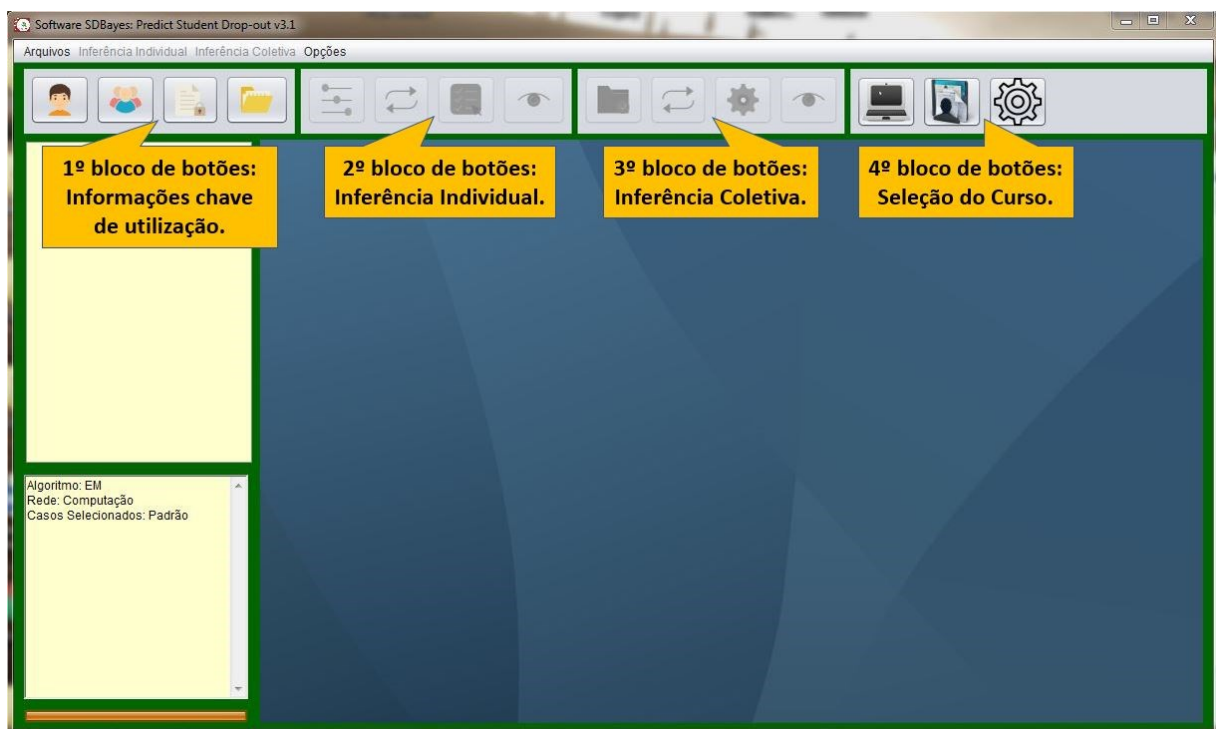 Software SDBayes: Predict Student Drop-out v3.1
Arquivos Inferência Individual Inferência Coletiva Opções
1º bloco de botões:
Informações chave
de utilização.
2º bloco de botões:
Inferência Individual.
3º bloco de botões:
Inferência Coletiva.
4º bloco de botões:
Seleção do Curso.
Algoritmo: EM
Rede: Computação
Casos Selecionados: Padrão